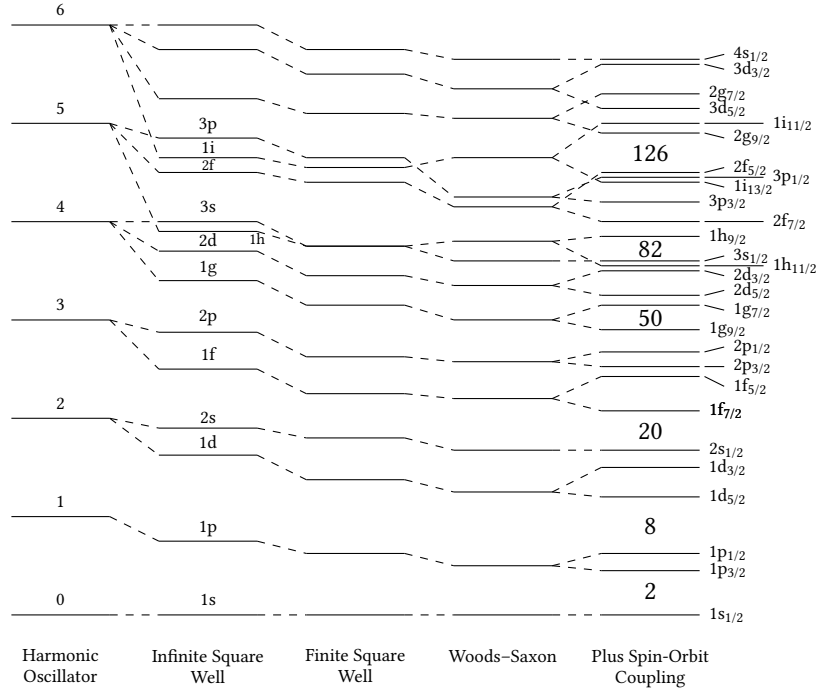 6
5
4
3
2
1
0
3p
1i
2f
3s
1h
2d
1g
2p
1f
2s
1d
1p
1s
126
82
50
20
8
2
4s1/2
3d3/2
2g7/2
3d5/2
1i11/2
2g9/2
2f5/2
3p1/2
1i13/2
3p3/2
2f7/2
1h9/2
3s1/2
1h11/2
2d3/2
2d5/2
1g7/2
1g9/2
2p1/2
2p3/2
1f5/2
1f7/2
2s1/2
1d3/2
1d5/2
1p1/2
1p3/2
1s1/2
Harmonic
Oscillator
Infinite Square
Well
Finite Square
Well
Woods–Saxon
Plus Spin-Orbit
Coupling